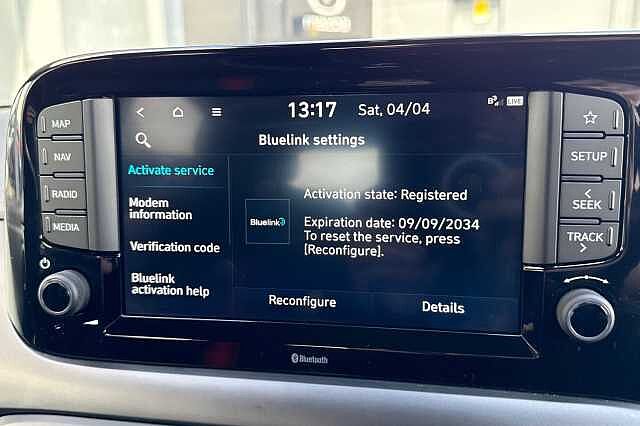 13:17 Sat, 04/04 LIVE
Bluelink settings
MAP
NAV
RADIO
MEDIA
Activate service
Modem
information
Verification code
Bluelink
activation help
Bluelink
Activation state: Registered
Expiration date: 09/09/2034
To reset the service, press
[Reconfigure].
Reconfigure
Details
SETUP
< SEEK
TRACK >
Bluetooth